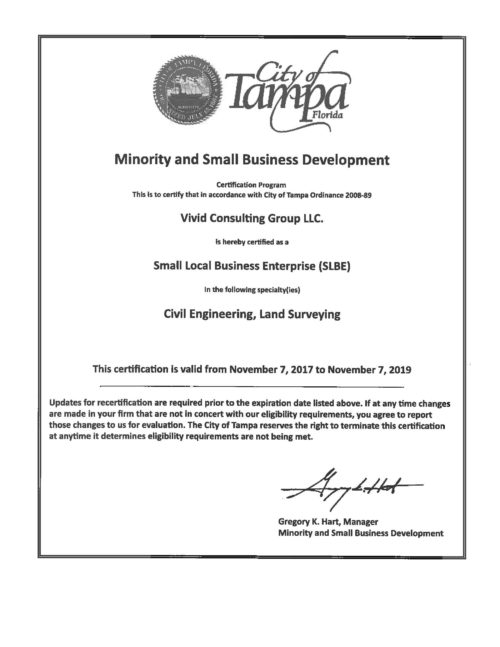 City of
Tampa
Florida
Minority and Small Business Development
Certification Program
This is to certify that in accordance with City of Tampa Ordinance 2008-89
Vivid Consulting Group LLC.
Is hereby certified as a
Small Local Business Enterprise (SLBE)
In the following specialty(ies)
Civil Engineering, Land Surveying
This certification is valid from November 7, 2017 to November 7, 2019
Updates for recertification are required prior to the expiration date listed above. If at any time changes
are made in your firm that are not in concert with our eligibility requirements, you agree to report
those changes to us for evaluation. The City of Tampa reserves the right to terminate this certification
at anytime it determines eligibility requirements are not being met.
Gregory K. Hart, Manager
Minority and Small Business Development